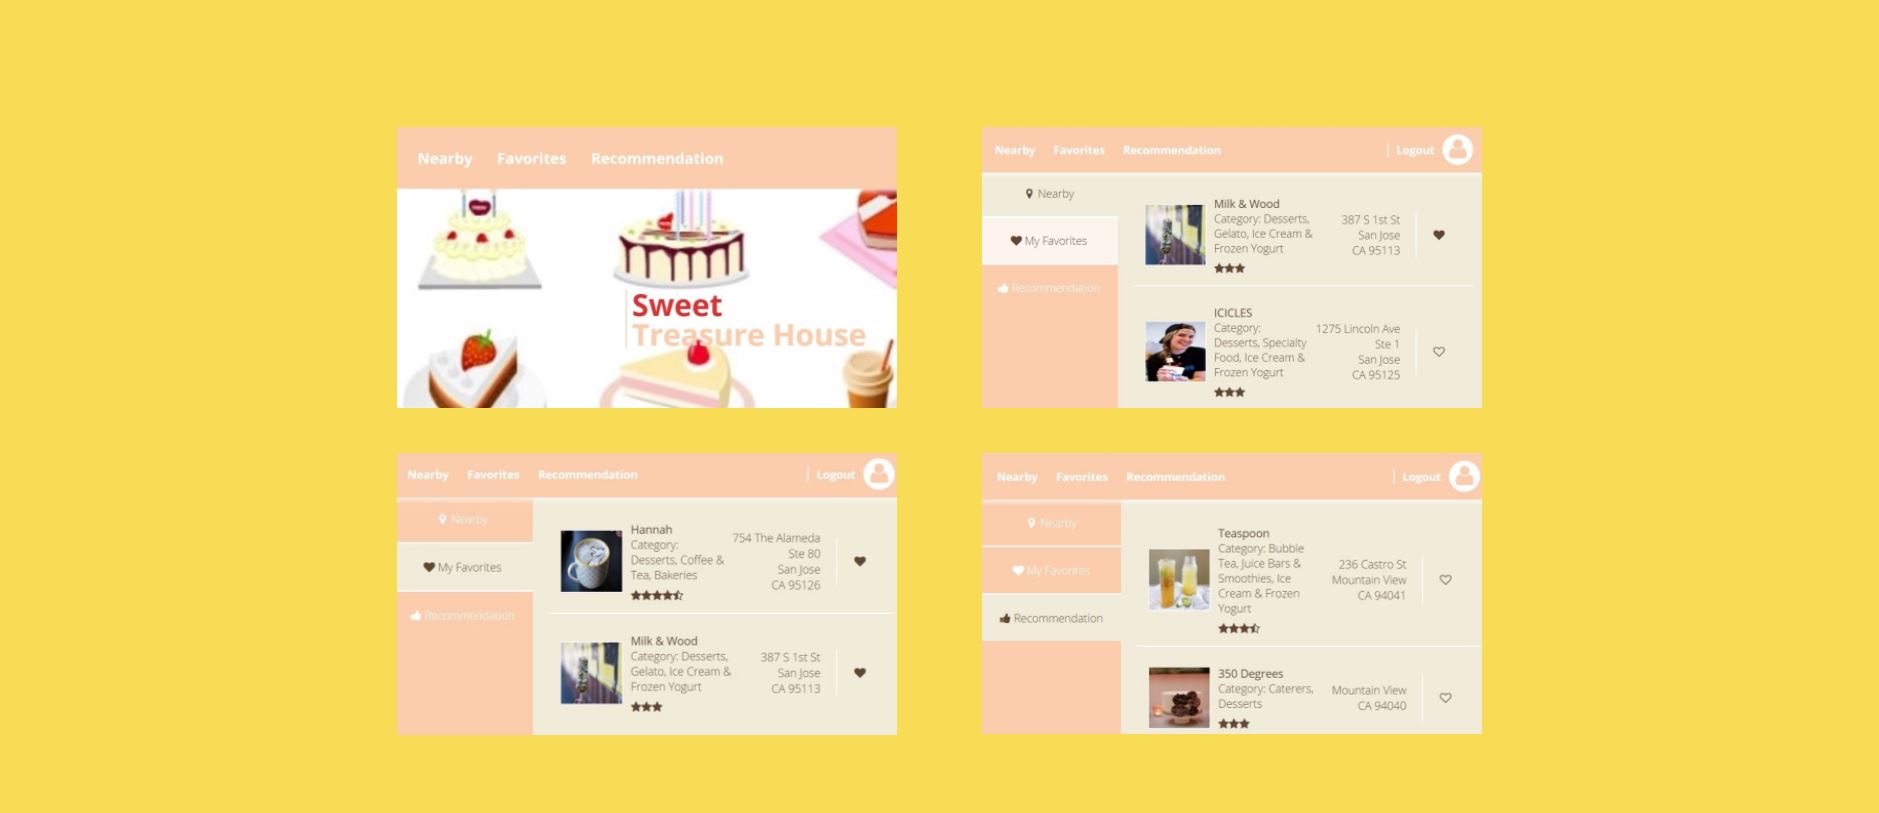 Nearby Favorites Recommendation
Sweet
Treasure House
Nearby Favorites Recommendation Logout
Nearby
My Favorites
Recommendation
Milk & Wood
Category: Desserts,
Gelato, Ice Cream &
Frozen Yogurt
387 S 1st St
San Jose
CA 95113
ICICLES
Category:
Desserts, Specialty
Food, Ice Cream &
Frozen Yogurt
1275 Lincoln Ave
Ste 1
San Jose
CA 95125
Nearby Favorites Recommendation Logout
Nearby
My Favorites
Recommendation
Hannah
Category:
Desserts, Coffee &
Tea, Bakeries
754 The Alameda
Ste 80
San Jose
CA 95126
Milk & Wood
Category: Desserts,
Gelato, Ice Cream &
Frozen Yogurt
387 S 1st St
San Jose
CA 95113
Nearby Favorites Recommendation Logout
Nearby
My Favorites
Recommendation
Teaspoon
Category: Bubble
Tea, Juice Bars &
Smoothies, Ice
Cream & Frozen
Yogurt
236 Castro St
Mountain View
CA 94041
350 Degrees
Category: Caterers,
Desserts
Mountain View
CA 94040